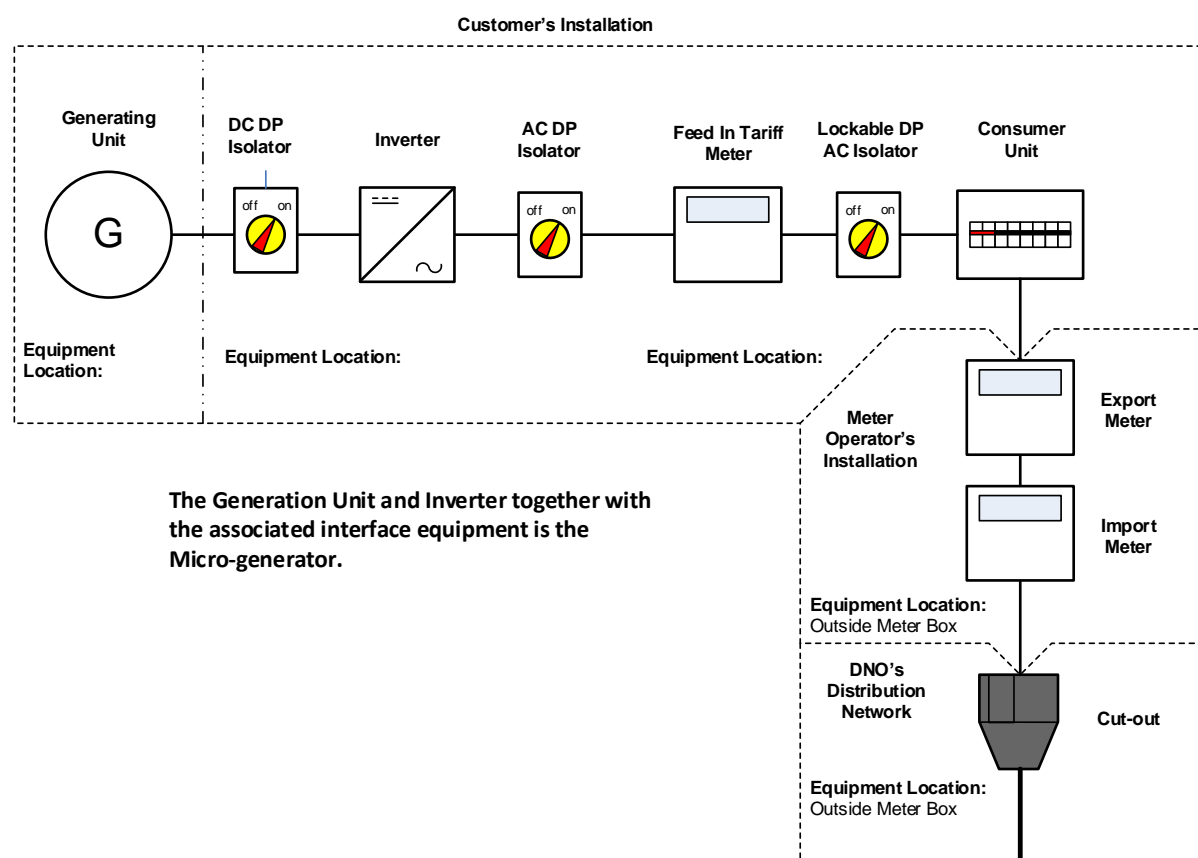 Customer's Installation
Generating
Unit
DC DP
Isolator
Inverter
AC DP
Isolator
Feed In Tariff
Meter
Lockable DP
AC Isolator
Consumer
Unit
off on
off on
off on
G
Equipment
Location:
Equipment Location:
Equipment Location:
Meter
Operator's
Installation
Export
Meter
Import
Meter
The Generation Unit and Inverter together with
the associated interface equipment is the
Micro-generator.
Equipment Location:
Outside Meter Box
DNO's
Distribution
Network
Cut-out
Equipment Location:
Outside Meter Box